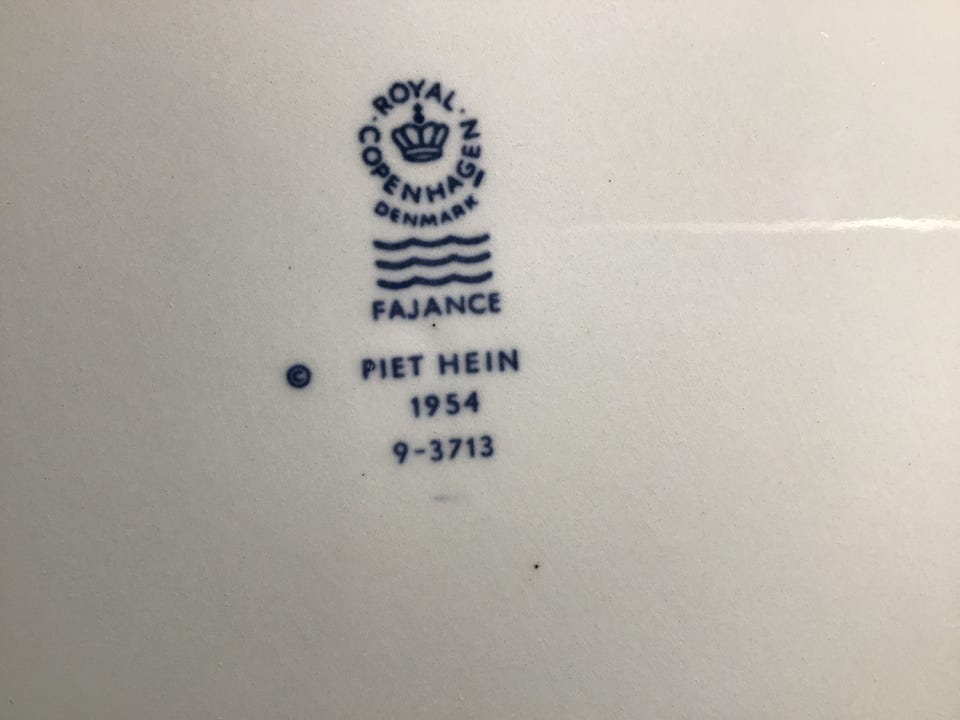 ROYAL COPENHAGEN
DENMARK
FAJANCE
© PIET HEIN
1954
9-3713